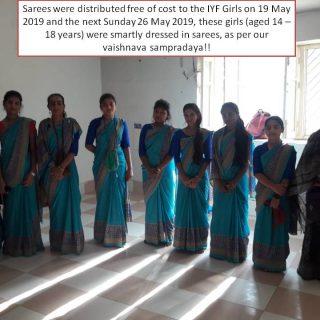 Sarees were distributed free of cost to the IYF Girls on 19 May
2019 and the next Sunday 26 May 2019, these girls (aged 14 –
18 years) were smartly dressed in sarees, as per our
vaishnava sampradaya!!